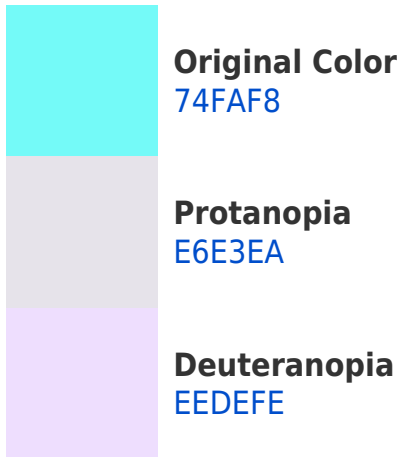 Original Color
74FAF8
Protanopia
E6E3EA
Deuteranopia
EEDEFE